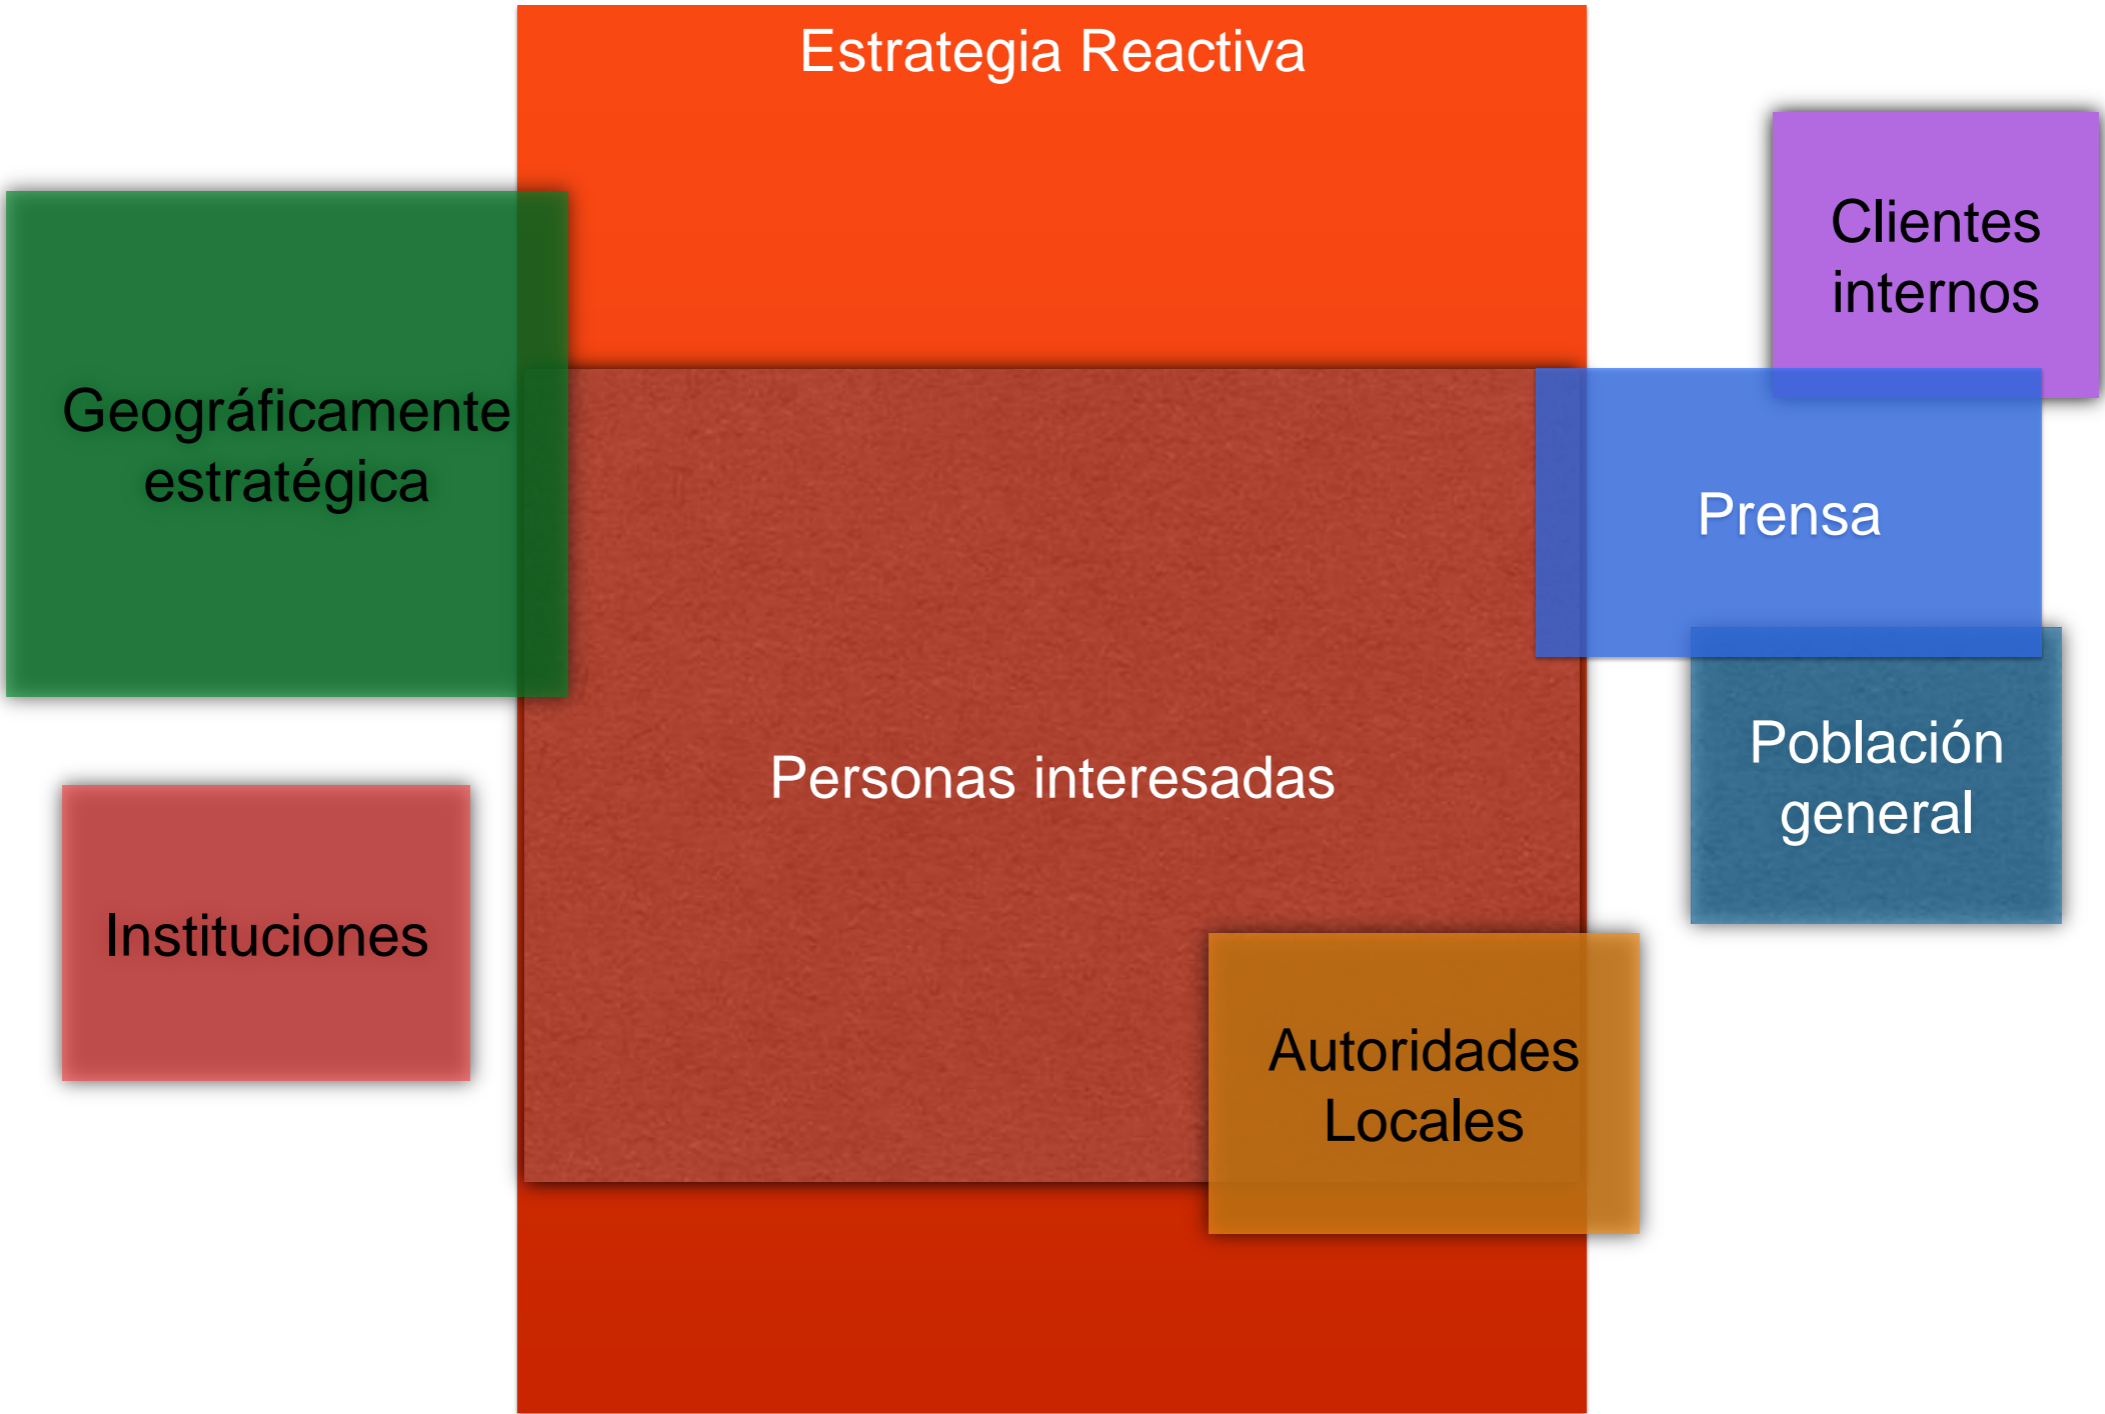 Estrategia Reactiva
Clientes
internos
Geográficamente
estratégica
Prensa
Población
general
Personas interesadas
Instituciones
Autoridades
Locales